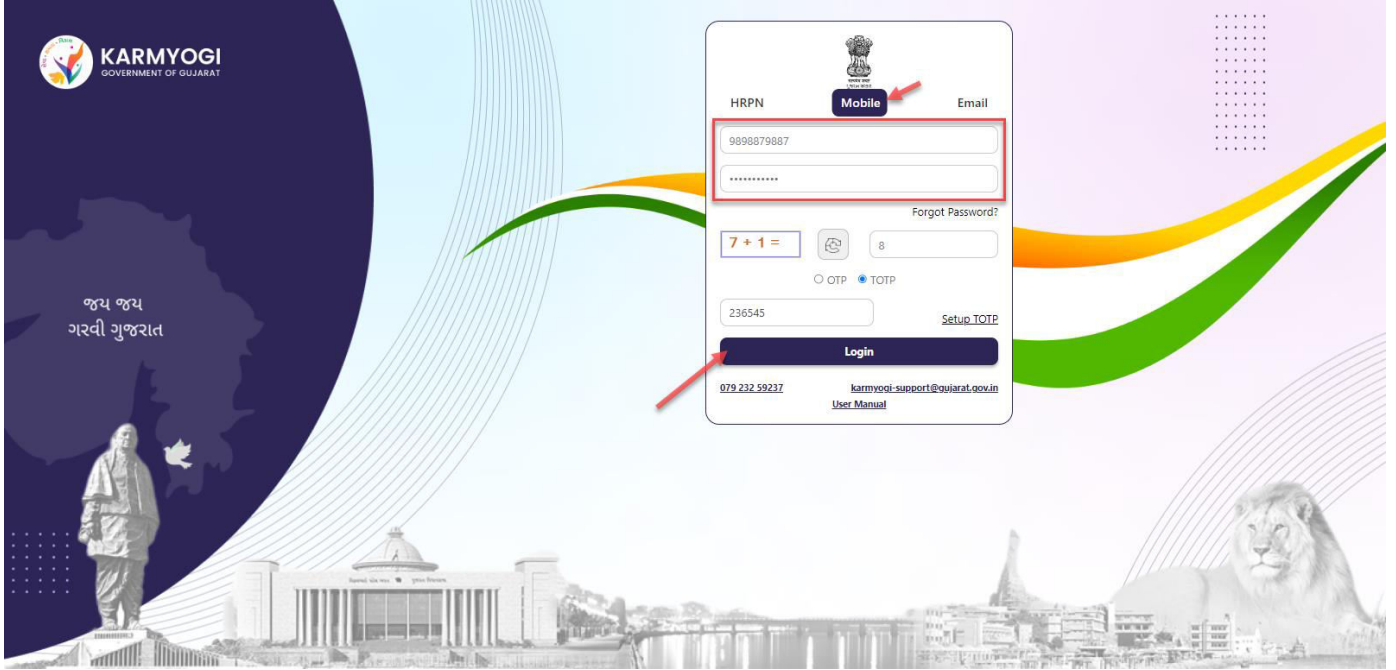 KARMYOGI
GOVERNMENT OF GUJARAT
જય જય
ગરવી ગુજરાત
HRPN Mobile Email
9898879887
•••••••••••
Forgot Password?
7 + 1 = 8
OTP TOTP
236545 Setup TOTP
Login
079 232 59237 karmyogi-support@gujarat.gov.in
User Manual